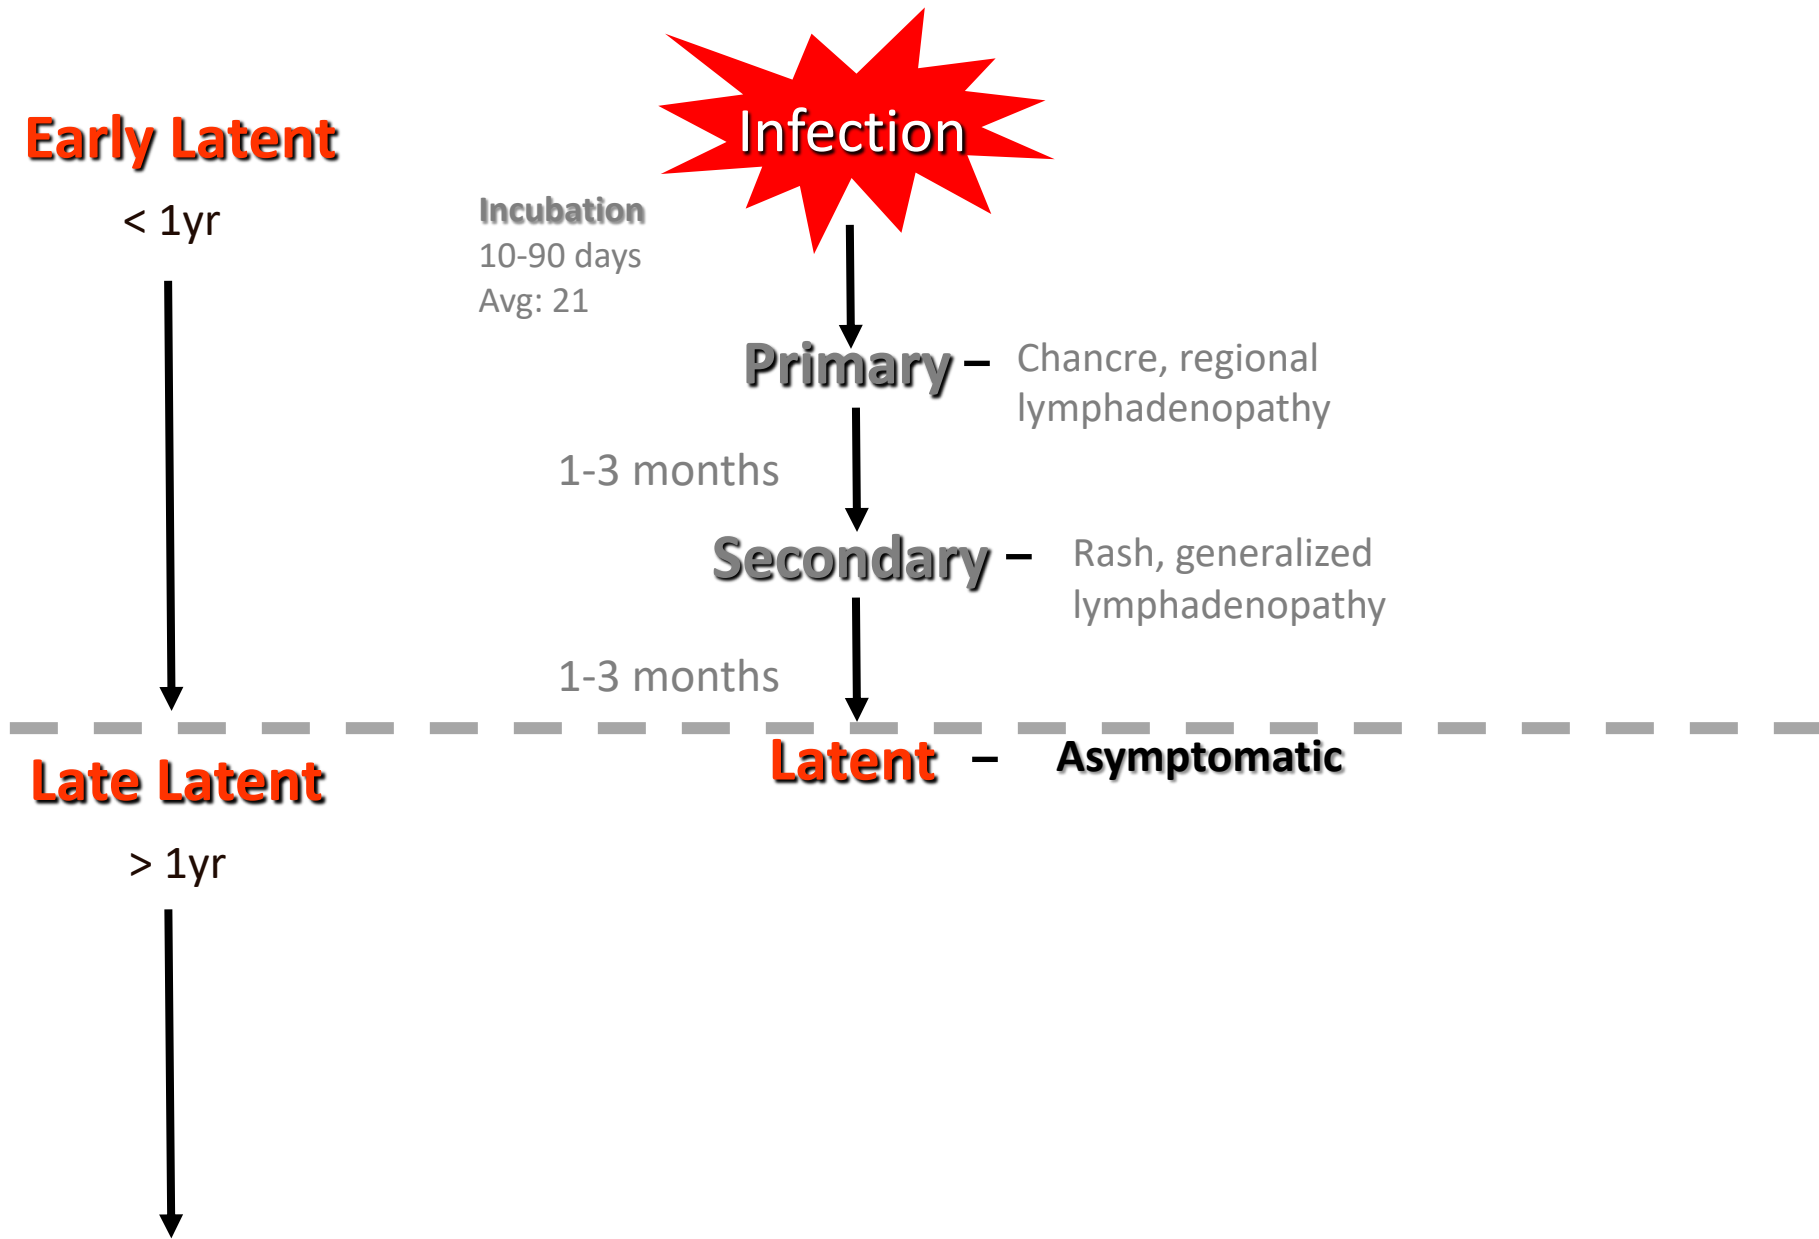 Infection
Early Latent
< 1yr
Incubation
10-90 days
Avg: 21
Primary – Chancre, regional
lymphadenopathy
1-3 months
Secondary – Rash, generalized
lymphadenopathy
1-3 months
Latent – Asymptomatic
Late Latent
> 1yr